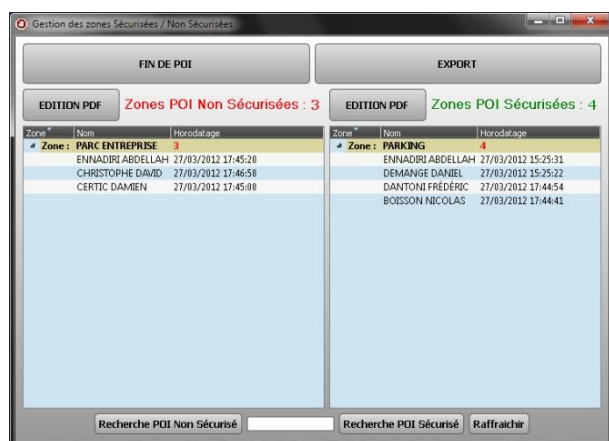 Gestion des zones Sécurisées / Non Sécurisées
FIN DE POI
EXPORT
EDITION PDF
Zones POI Non Sécurisées : 3
EDITION PDF
Zones POI Sécurisées : 4
Zone Nom Horodatage
Zone : PARC ENTREPRISE 3
ENNADIRI ABDELLAH 27/03/2012 17:45:20
CHRISTOPHE DAVID 27/03/2012 17:46:58
CERTIC DAMIEN 27/03/2012 17:45:08
Zone Nom Horodatage
Zone : PARKING 4
ENNADIRI ABDELLAH 27/03/2012 15:25:31
DEMANGE DANIEL 27/03/2012 15:25:22
DANTONI FRÉDÉRIC 27/03/2012 17:44:54
BOISSON NICOLAS 27/03/2012 17:44:41
Recherche POI Non Sécurisé
Recherche POI Sécurisé
Raffraichir